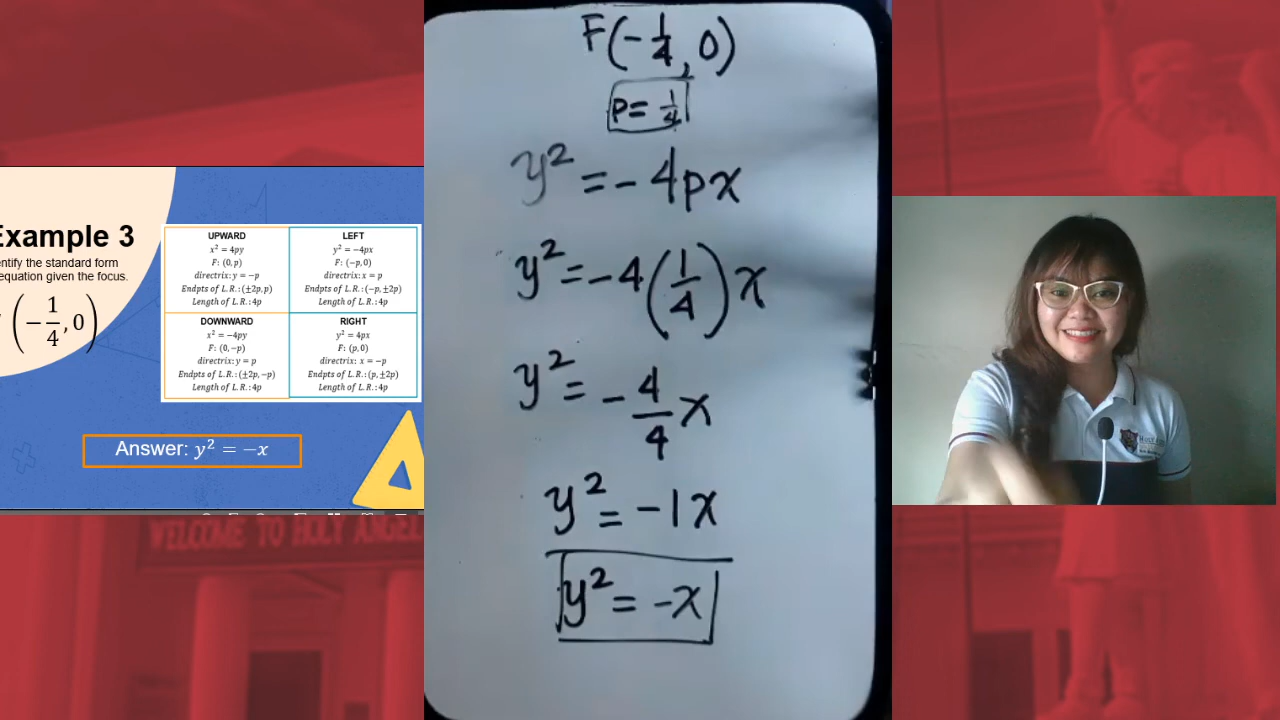 Example 3
entify the standard form
equation given the focus.
(−1/4, 0)
UPWARD
x² = 4py
F: (0, p)
directrix: y = −p
Endpts of L.R.: (±2p, p)
Length of L.R.: 4p
LEFT
y² = −4px
F: (−p, 0)
directrix: x = p
Endpts of L.R.: (−p, ±2p)
Length of L.R.: 4p
DOWNWARD
x² = −4py
F: (0, −p)
directrix: y = p
Endpts of L.R.: (±2p, −p)
Length of L.R.: 4p
RIGHT
y² = 4px
F: (p, 0)
directrix: x = −p
Endpts of L.R.: (p, ±2p)
Length of L.R.: 4p
Answer: y² = −x
WELCOME TO HOLY ANGEL
F(-1/4, 0)
p = 1/4
y² = -4px
y² = -4(1/4)x
y² = -4/4 x
y² = -1x
y² = -x